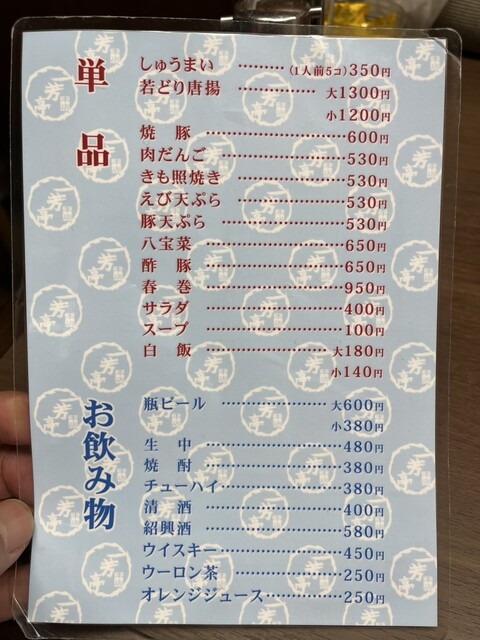 単品
しゅうまい ………(1人前5コ)350円
若どり唐揚 ……………大1300円
小1200円
焼豚 ……………………600円
肉だんご ………………530円
きも照焼き ……………530円
えび天ぷら ……………530円
豚天ぷら ………………530円
八宝菜 …………………650円
酢豚 ……………………650円
春巻 ……………………950円
サラダ …………………400円
スープ …………………100円
白飯 …………………大180円
小140円
お飲み物
瓶ビール ……………大600円
小380円
生中 ……………………480円
焼酎 ……………………380円
チューハイ ……………380円
清酒 ……………………400円
紹興酒 …………………580円
ウイスキー ……………450円
ウーロン茶 ……………250円
オレンジジュース ……250円
一芳亭